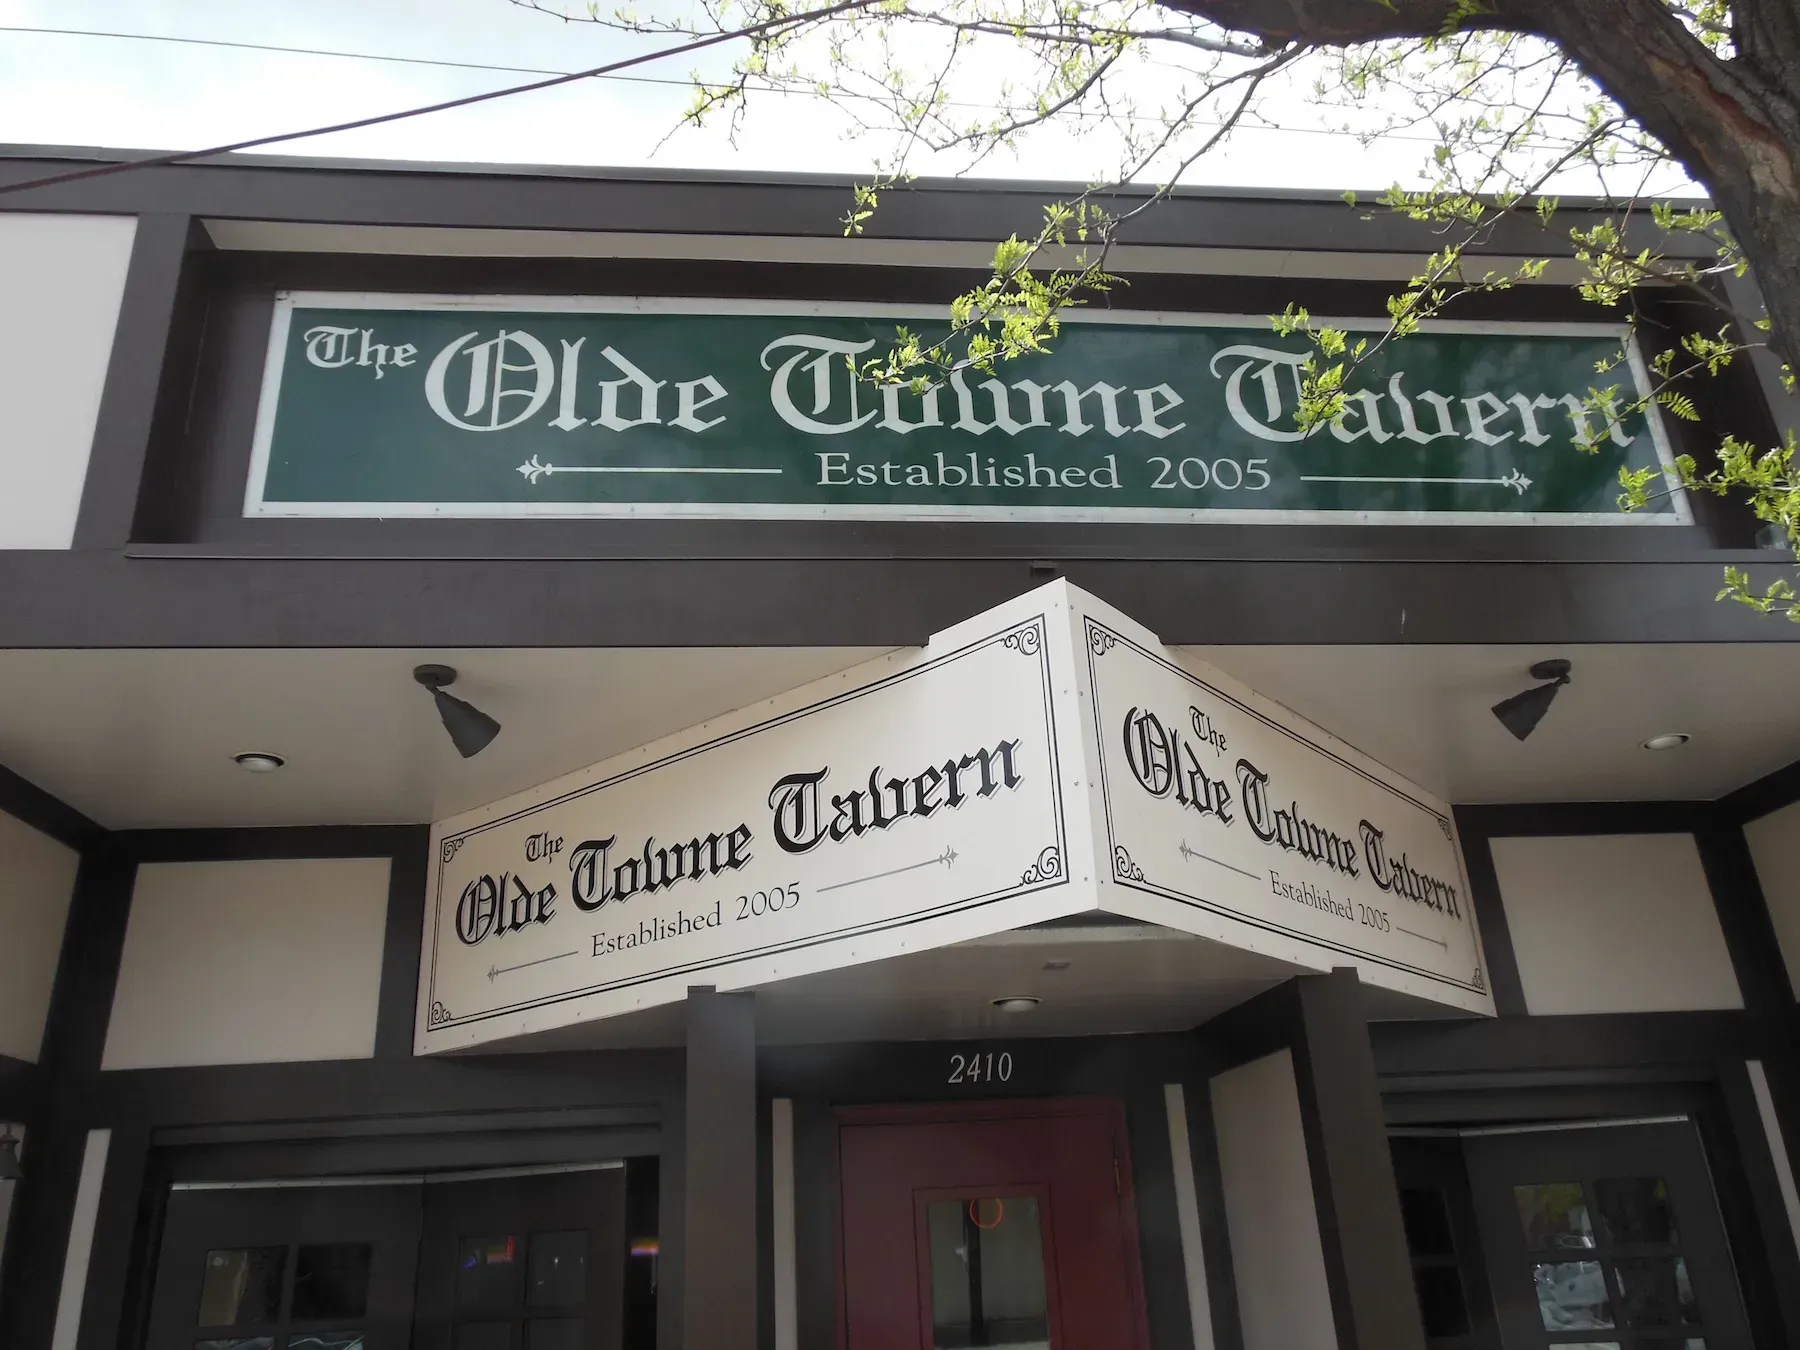 The Olde Towne Tavern
Established 2005
The
Olde Towne Tavern
Established 2005
The
Olde Towne Tavern
Established 2005
2410